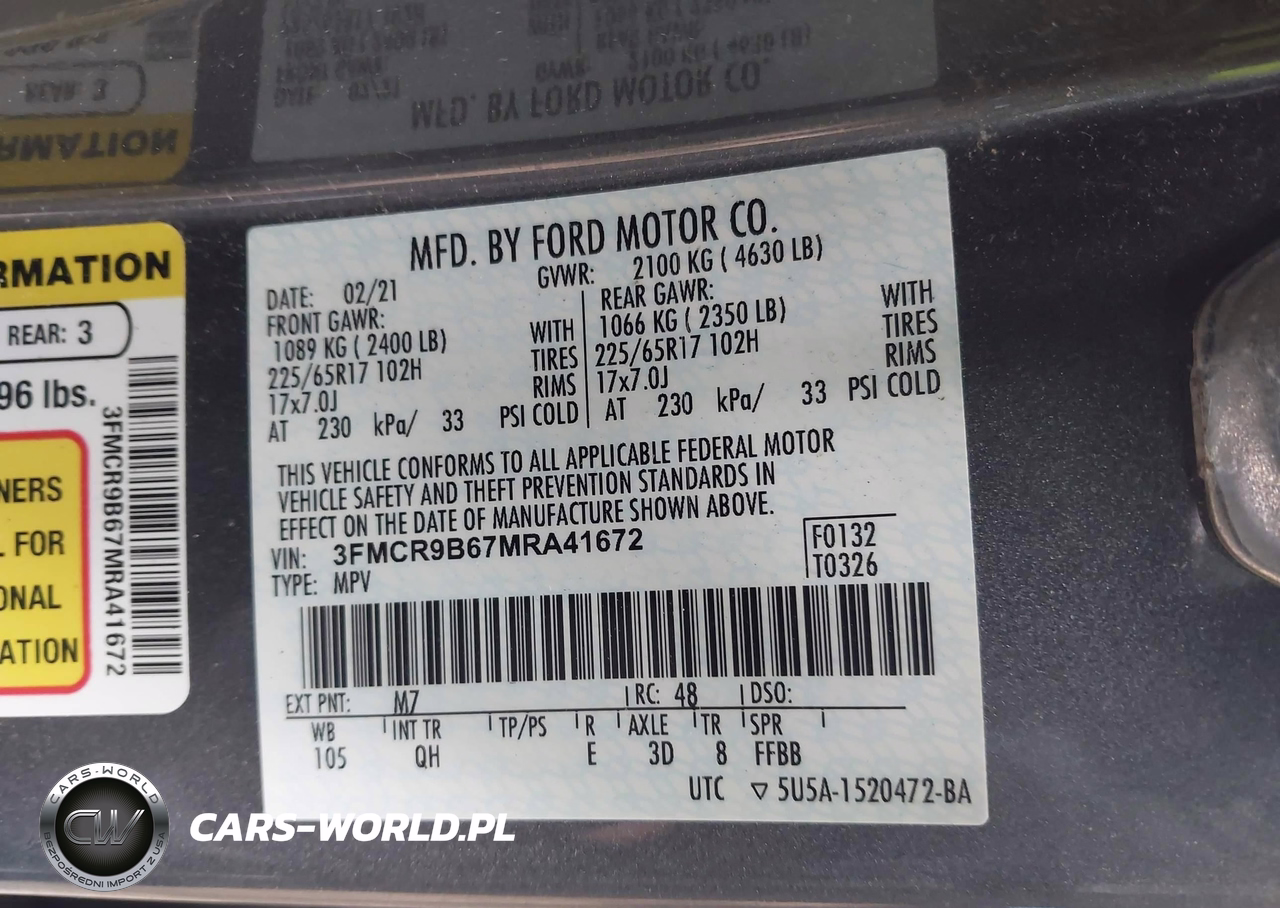 MFD. BY FORD MOTOR CO.
DATE: 02/21 GVWR: 2100 KG ( 4630 LB)
FRONT GAWR: REAR GAWR:
1089 KG ( 2400 LB) WITH 1066 KG ( 2350 LB) WITH
225/65R17 102H TIRES 225/65R17 102H TIRES
17x7.0J RIMS 17x7.0J RIMS
AT 230 kPa/ 33 PSI COLD AT 230 kPa/ 33 PSI COLD
THIS VEHICLE CONFORMS TO ALL APPLICABLE FEDERAL MOTOR
VEHICLE SAFETY AND THEFT PREVENTION STANDARDS IN
EFFECT ON THE DATE OF MANUFACTURE SHOWN ABOVE.
VIN: 3FMCR9B67MRA41672 F0132
TYPE: MPV T0326
EXT PNT: M7 RC: 48 DSO:
WB INT TR TP/PS R AXLE TR SPR
105 QH E 3D 8 FFBB
UTC ▽ 5U5A-1520472-BA
RMATION
REAR: 3
96 lbs.
3FMCR9B67MRA41672
NERS
L FOR
ONAL
ATION
CARS-WORLD
CW
BEZPOŚREDNI IMPORT Z USA
CARS-WORLD.PL